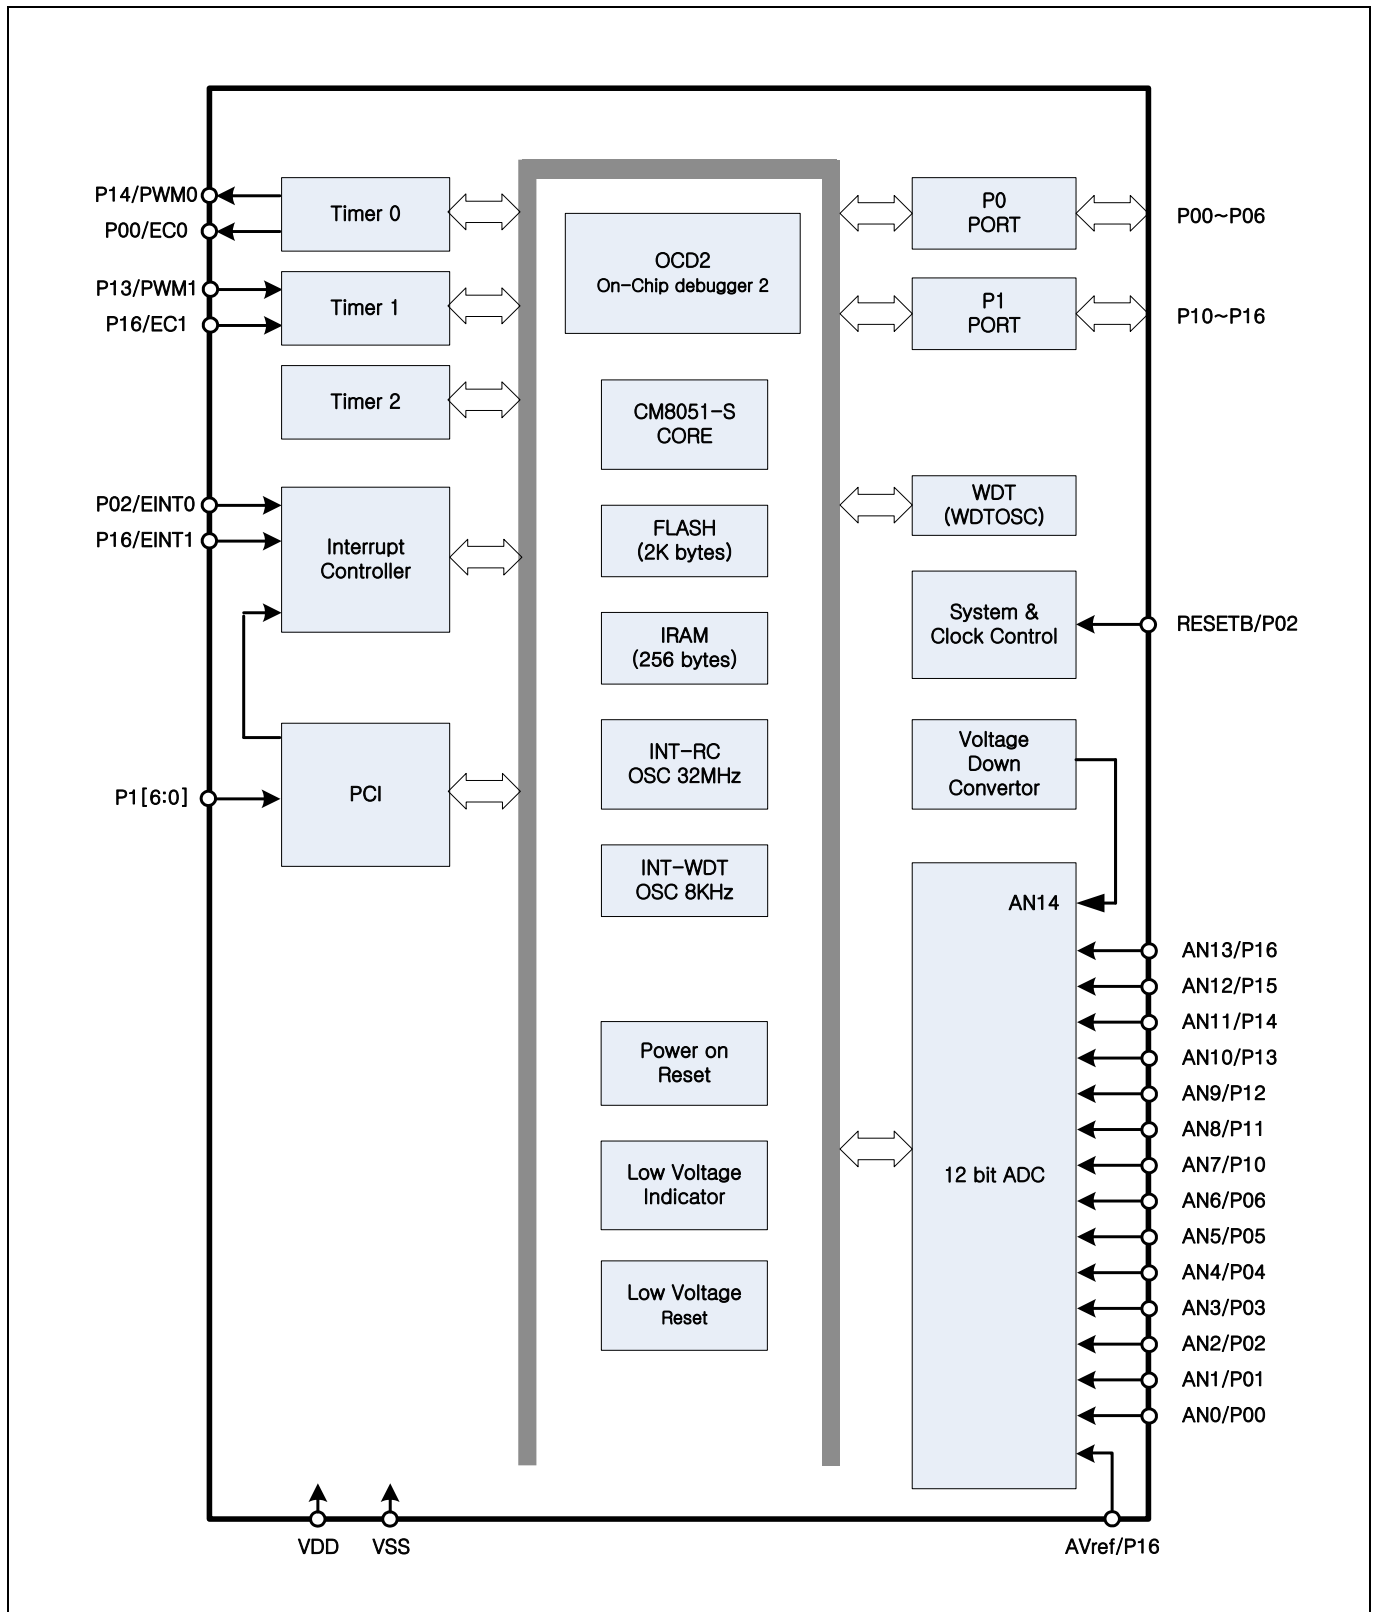 P14/PWM0
P00/EC0
Timer 0
P13/PWM1
P16/EC1
Timer 1
Timer 2
P02/EINT0
P16/EINT1
Interrupt
Controller
P1[6:0]
PCI
OCD2
On-Chip debugger 2
CM8051-S
CORE
FLASH
(2K bytes)
IRAM
(256 bytes)
INT-RC
OSC 32MHz
INT-WDT
OSC 8KHz
Power on
Reset
Low Voltage
Indicator
Low Voltage
Reset
P0
PORT
P00~P06
P1
PORT
P10~P16
WDT
(WDTOSC)
System &
Clock Control
RESETB/P02
Voltage
Down
Convertor
AN14
12 bit ADC
AN13/P16
AN12/P15
AN11/P14
AN10/P13
AN9/P12
AN8/P11
AN7/P10
AN6/P06
AN5/P05
AN4/P04
AN3/P03
AN2/P02
AN1/P01
AN0/P00
VDD
VSS
AVref/P16